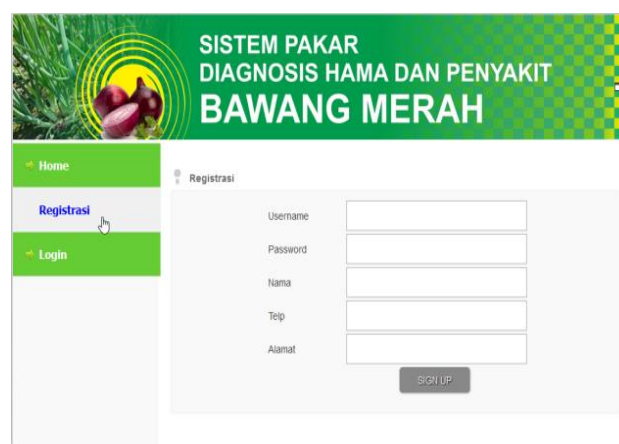 SISTEM PAKAR
DIAGNOSIS HAMA DAN PENYAKIT
BAWANG MERAH
Home
Registrasi
Login
Registrasi
Username
Password
Nama
Telp
Alamat
SIGN UP